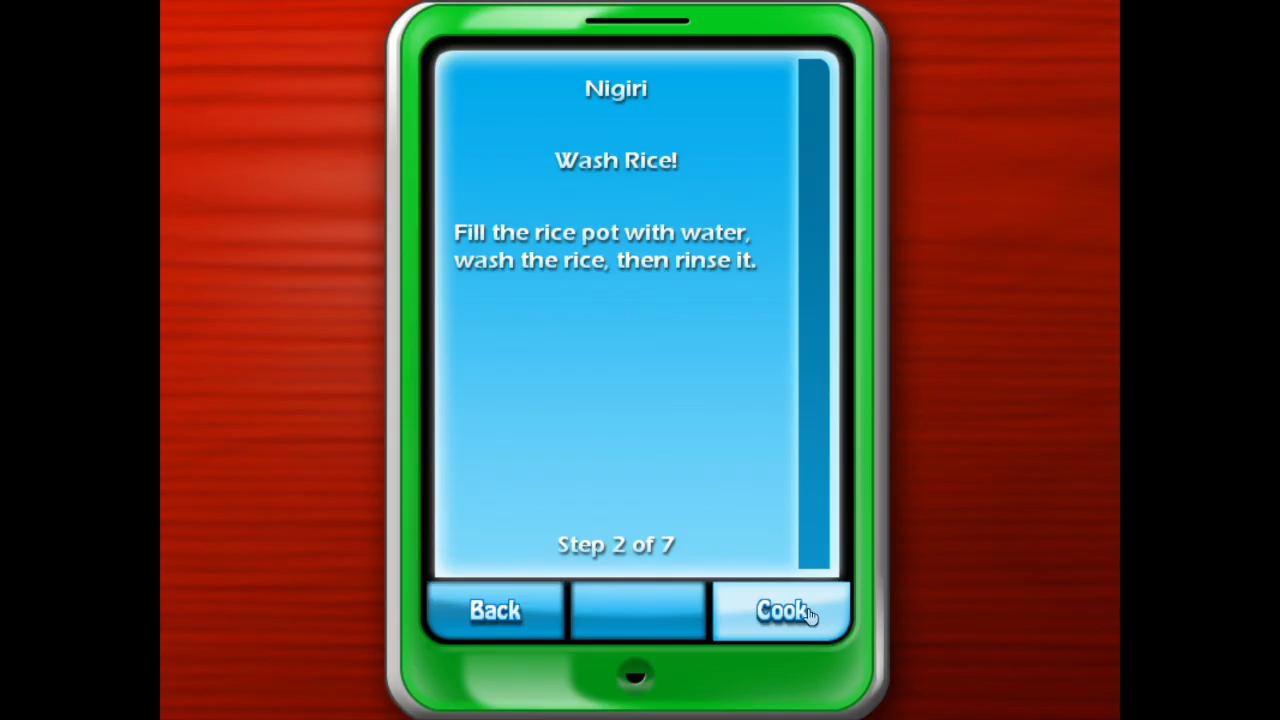 Nigiri
Wash Rice!
Fill the rice pot with water,
wash the rice, then rinse it.
Step 2 of 7
Back
Cook